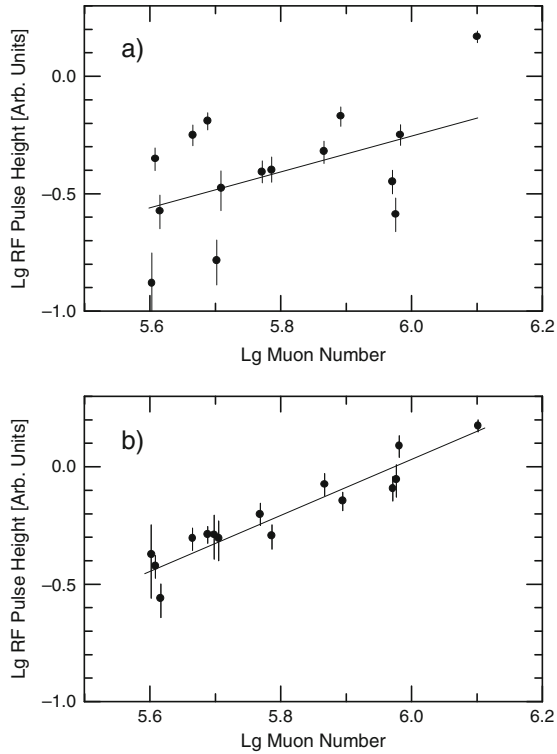 a)
0.0
−0.5
−1.0
Lg RF Pulse Height [Arb. Units]
5.6 5.8 6.0 6.2
Lg Muon Number
b)
0.0
−0.5
−1.0
Lg RF Pulse Height [Arb. Units]
5.6 5.8 6.0 6.2
Lg Muon Number